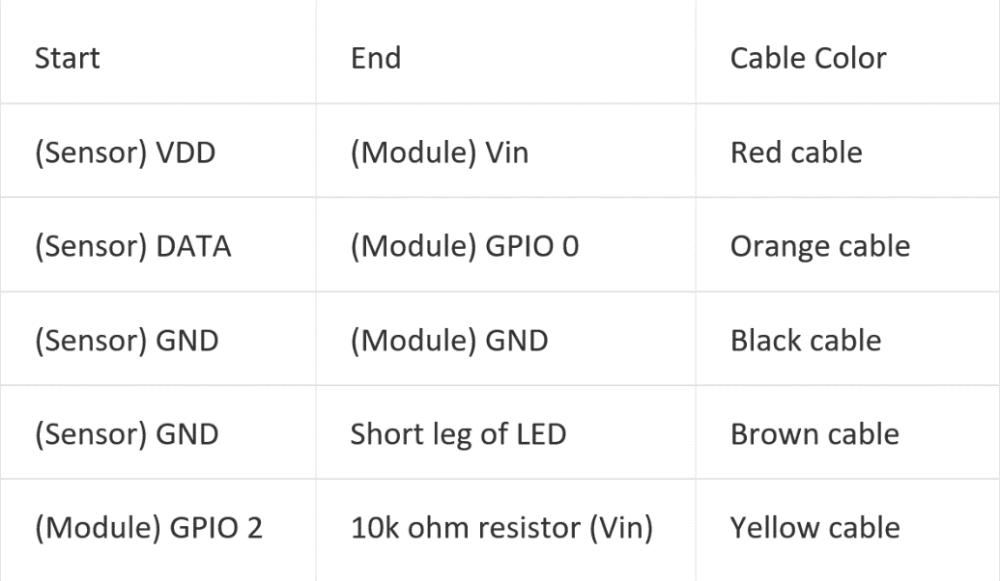 Start End Cable Color
(Sensor) VDD (Module) Vin Red cable
(Sensor) DATA (Module) GPIO 0 Orange cable
(Sensor) GND (Module) GND Black cable
(Sensor) GND Short leg of LED Brown cable
(Module) GPIO 2 10k ohm resistor (Vin) Yellow cable